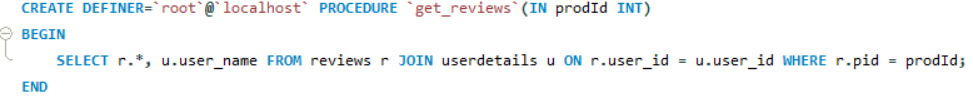 CREATE DEFINER=`root`@`localhost` PROCEDURE `get_reviews`(IN prodId INT)
BEGIN
SELECT r.*, u.user_name FROM reviews r JOIN userdetails u ON r.user_id = u.user_id WHERE r.pid = prodId;
END